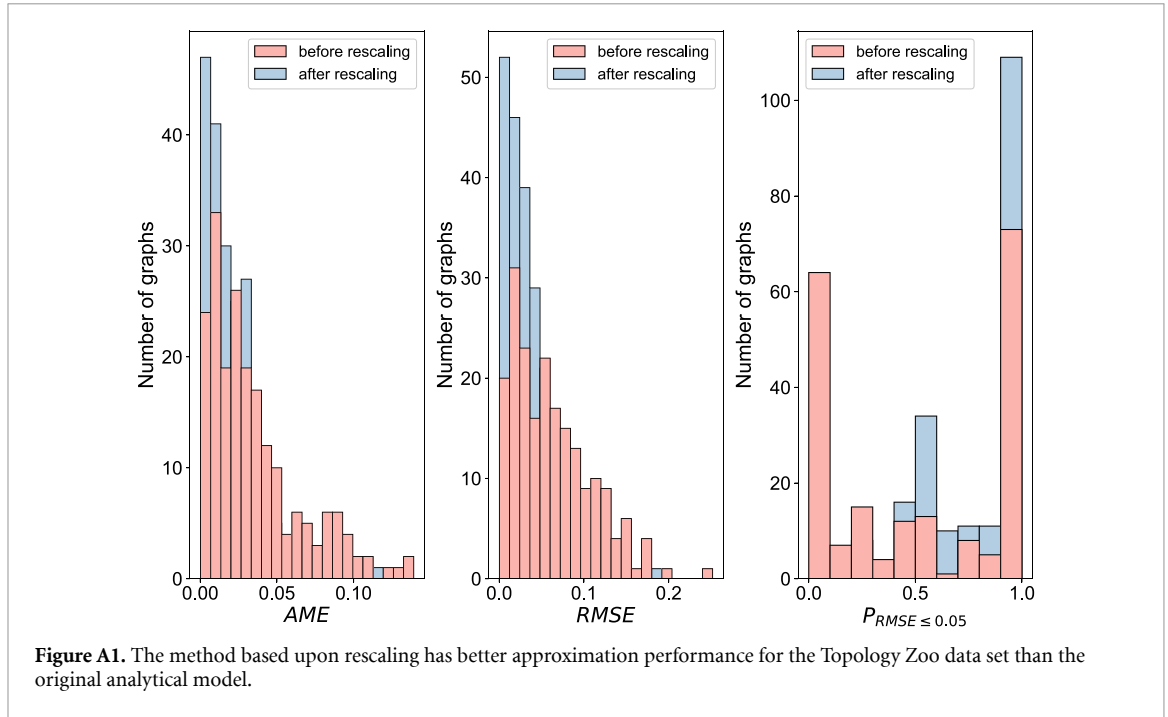 before rescaling
after rescaling
40
30
20
10
0
Number of graphs
0.00 0.05 0.10
AME
before rescaling
after rescaling
50
40
30
20
10
0
Number of graphs
0.0 0.1 0.2
RMSE
before rescaling
after rescaling
100
80
60
40
20
0
Number of graphs
0.0 0.5 1.0
P_{RMSE ≤ 0.05}
Figure A1. The method based upon rescaling has better approximation performance for the Topology Zoo data set than the
original analytical model.